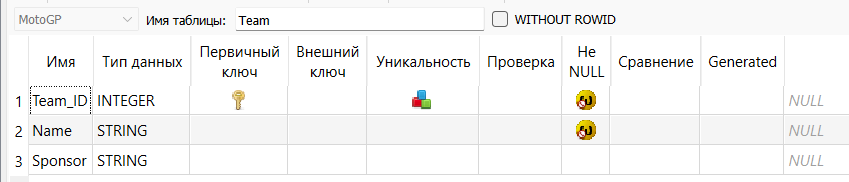 MotoGP Имя таблицы: Team WITHOUT ROWID
Имя Тип данных Первичный ключ Внешний ключ Уникальность Проверка Не NULL Сравнение Generated
1 Team_ID INTEGER NULL
2 Name STRING NULL
3 Sponsor STRING NULL